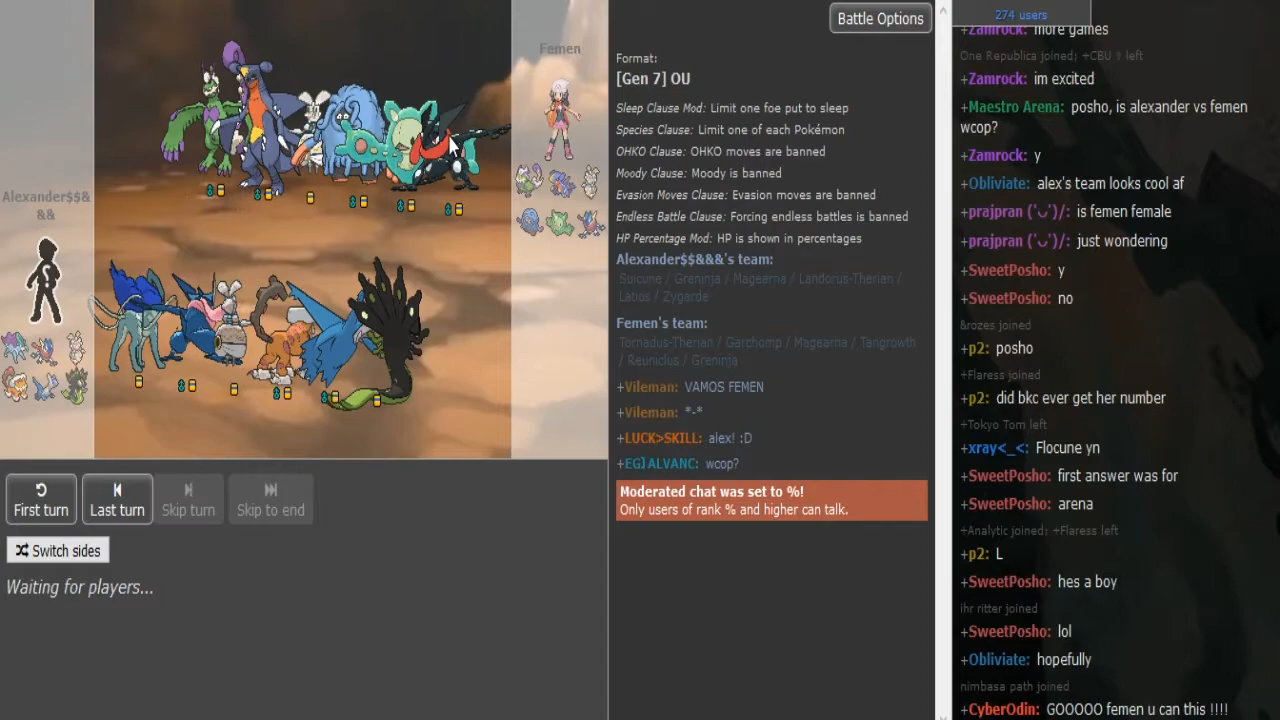 Alexander$$&
&&
Femen
Battle Options
Format:
[Gen 7] OU
Sleep Clause Mod: Limit one foe put to sleep
Species Clause: Limit one of each Pokémon
OHKO Clause: OHKO moves are banned
Moody Clause: Moody is banned
Evasion Moves Clause: Evasion moves are banned
Endless Battle Clause: Forcing endless battles is banned
HP Percentage Mod: HP is shown in percentages
Alexander$$&&&'s team:
Suicune / Greninja / Magearna / Landorus-Therian /
Latios / Zygarde
Femen's team:
Tornadus-Therian / Garchomp / Magearna / Tangrowth
/ Reuniclus / Greninja
+Vileman: VAMOS FEMEN
+Vileman: *-*
+LUCK>SKILL: alex! :D
+EG]ALVANC: wcop?
Moderated chat was set to %!
Only users of rank % and higher can talk.
First turn
Last turn
Skip turn
Skip to end
Switch sides
Waiting for players...
274 users
+Zamrock: more games
One Republica joined; +CBU ! left
+Zamrock: im excited
+Maestro Arena: posho, is alexander vs femen
wcop?
+Zamrock: y
+Obliviate: alex's team looks cool af
+prajpran (˙ᴗ˙)/: is femen female
+prajpran (˙ᴗ˙)/: just wondering
+SweetPosho: y
+SweetPosho: no
&rozes joined
+p2: posho
+Flaress joined
+p2: did bkc ever get her number
+Tokyo Tom left
+xray<_<: Flocune yn
+SweetPosho: first answer was for
+SweetPosho: arena
+Analytic joined; +Flaress left
+p2: L
+SweetPosho: hes a boy
ihr ritter joined
+SweetPosho: lol
+Obliviate: hopefully
nimbasa path joined
+CyberOdin: GOOOOO femen u can this !!!!